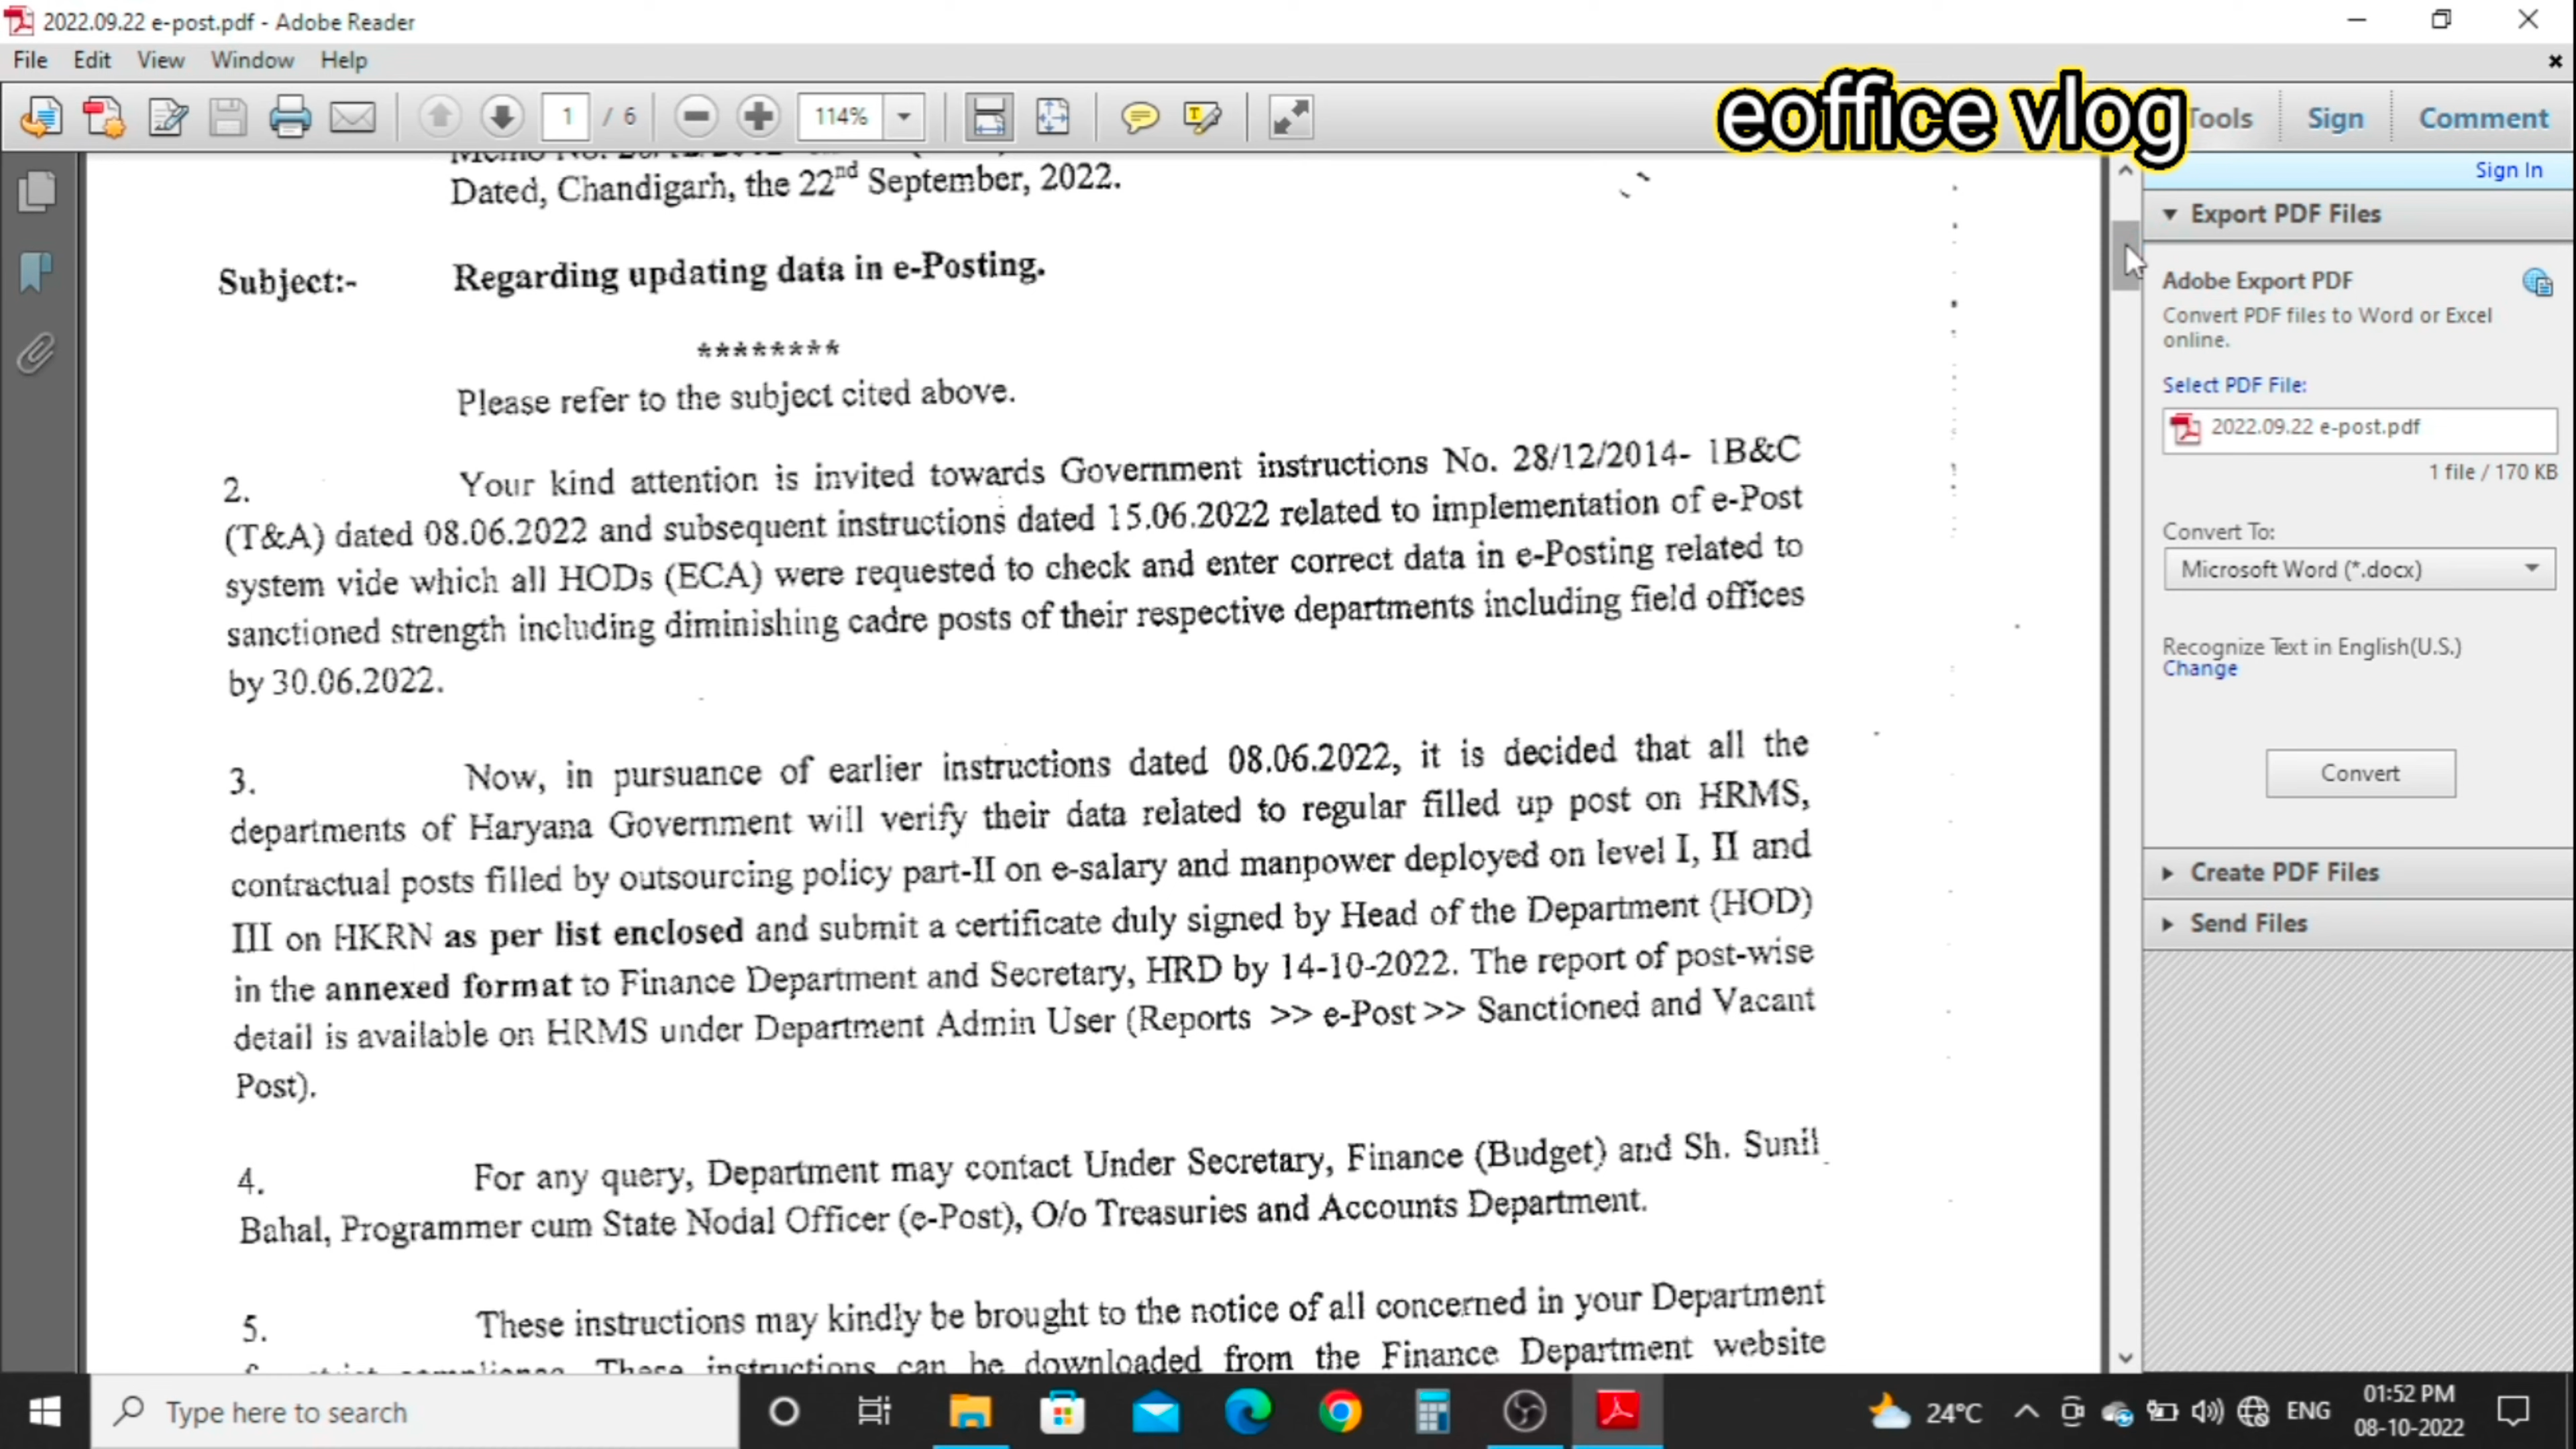 2022.09.22 e-post.pdf - Adobe Reader
File Edit View Window Help
1 / 6 114% Tools Sign Comment
eoffice vlog
Sign In
Dated, Chandigarh, the 22nd September, 2022.
Subject:- Regarding updating data in e-Posting.
********
Please refer to the subject cited above.
2. Your kind attention is invited towards Government instructions No. 28/12/2014- 1B&C
(T&A) dated 08.06.2022 and subsequent instructions dated 15.06.2022 related to implementation of e-Post
system vide which all HODs (ECA) were requested to check and enter correct data in e-Posting related to
sanctioned strength including diminishing cadre posts of their respective departments including field offices
by 30.06.2022.
3. Now, in pursuance of earlier instructions dated 08.06.2022, it is decided that all the
departments of Haryana Government will verify their data related to regular filled up post on HRMS,
contractual posts filled by outsourcing policy part-II on e-salary and manpower deployed on level I, II and
III on HKRN as per list enclosed and submit a certificate duly signed by Head of the Department (HOD)
in the annexed format to Finance Department and Secretary, HRD by 14-10-2022. The report of post-wise
detail is available on HRMS under Department Admin User (Reports >> e-Post >> Sanctioned and Vacant
Post).
4. For any query, Department may contact Under Secretary, Finance (Budget) and Sh. Sunil
Bahal, Programmer cum State Nodal Officer (e-Post), O/o Treasuries and Accounts Department.
5. These instructions may kindly be brought to the notice of all concerned in your Department
strict compliance. These instructions can be downloaded from the Finance Department website
Export PDF Files
Adobe Export PDF
Convert PDF files to Word or Excel
online.
Select PDF File:
2022.09.22 e-post.pdf
1 file / 170 KB
Convert To:
Microsoft Word (*.docx)
Recognize Text in English(U.S.)
Change
Convert
Create PDF Files
Send Files
Type here to search
24°C ENG 01:52 PM
08-10-2022